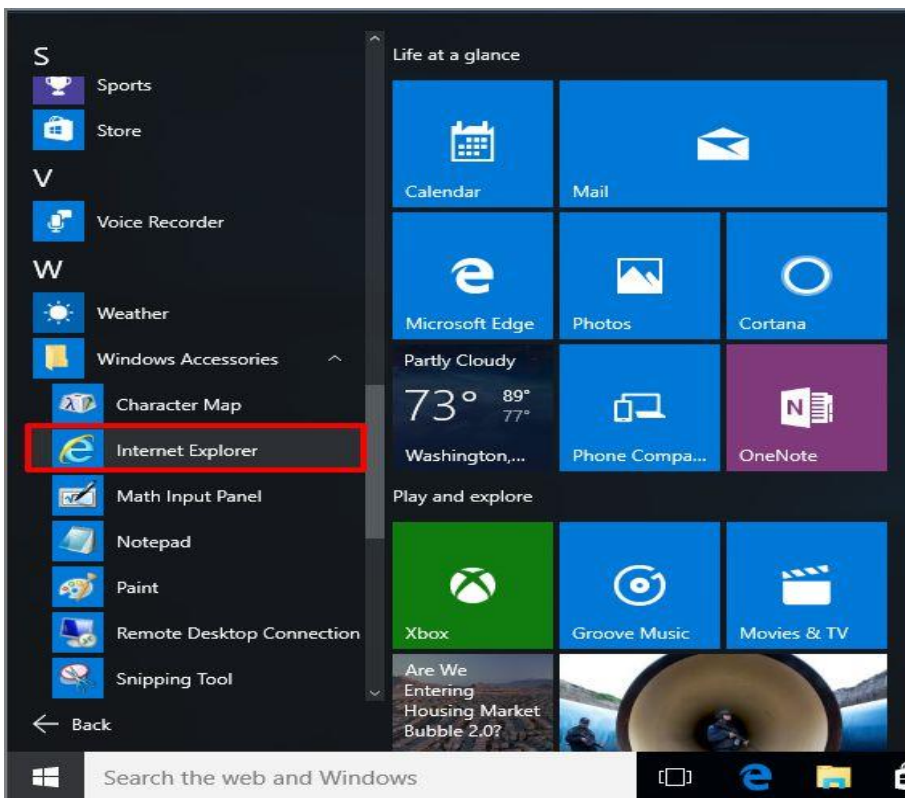 S
Sports
Store
V
Voice Recorder
W
Weather
Windows Accessories
Character Map
Internet Explorer
Math Input Panel
Notepad
Paint
Remote Desktop Connection
Snipping Tool
Back
Life at a glance
Calendar
Mail
Microsoft Edge
Photos
Cortana
Partly Cloudy
73° 89°
77°
Washington,...
Phone Compa...
N
OneNote
Play and explore
Xbox
Groove Music
Movies & TV
Are We
Entering
Housing Market
Bubble 2.0?
Search the web and Windows